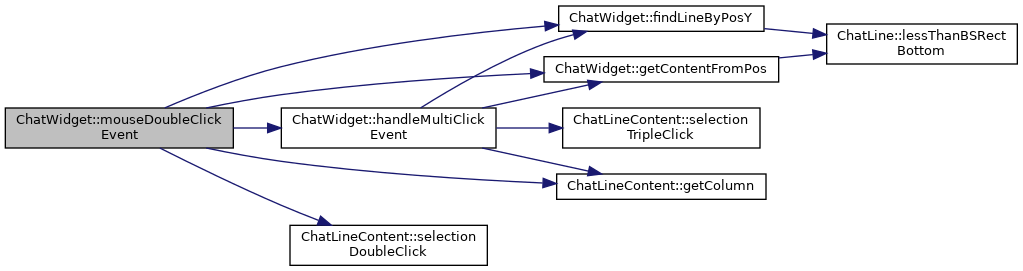 ChatWidget::mouseDoubleClick
Event
ChatWidget::findLineByPosY
ChatWidget::getContentFromPos
ChatWidget::handleMultiClick
Event
ChatLineContent::selection
TripleClick
ChatLineContent::getColumn
ChatLineContent::selection
DoubleClick
ChatLine::lessThanBSRect
Bottom